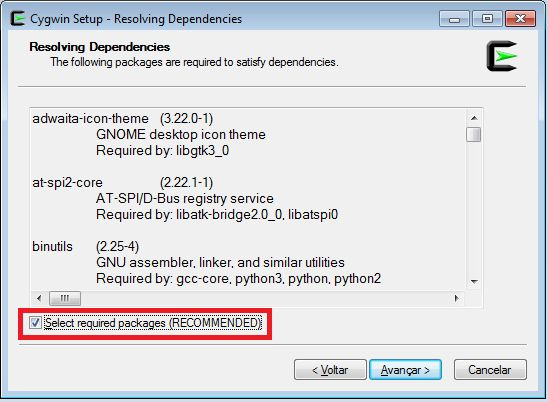 Cygwin Setup - Resolving Dependencies
Resolving Dependencies
The following packages are required to satisfy dependencies.
adwaita-icon-theme (3.22.0-1)
GNOME desktop icon theme
Required by: libgtk3_0
at-spi2-core (2.22.1-1)
AT-SPI/D-Bus registry service
Required by: libatk-bridge2.0_0, libatspi0
binutils (2.25-4)
GNU assembler, linker, and similar utilities
Required by: gcc-core, python3, python, python2
Select required packages (RECOMMENDED)
< Voltar Avançar > Cancelar